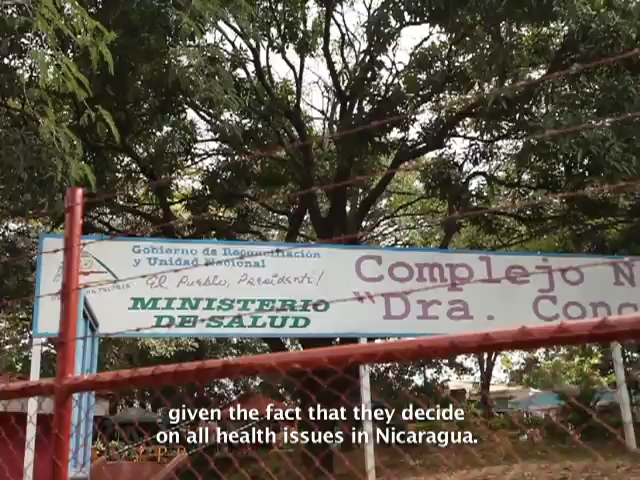 Gobierno de Reconciliación
y Unidad Nacional
El Pueblo, Presidente!
MINISTERIO
DE SALUD
Complejo N
"Dra. Conc
given the fact that they decide
on all health issues in Nicaragua.